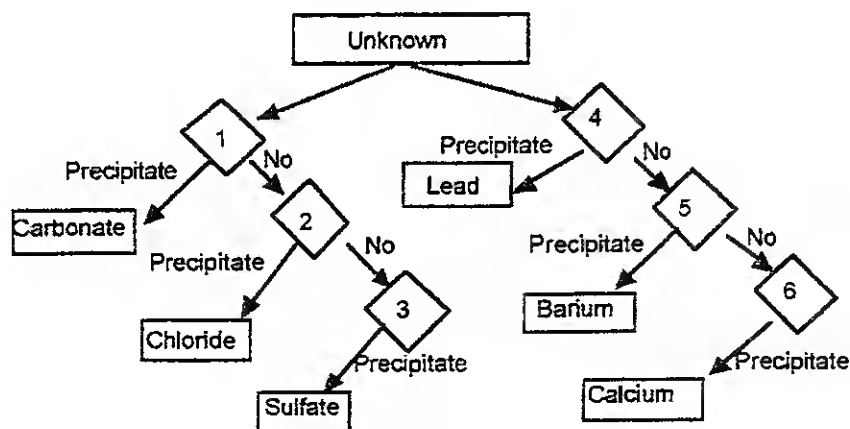 Unknown
1
4
Precipitate
No
Precipitate
No
Lead
Carbonate
2
5
Precipitate
No
Precipitate
No
Chloride
3
Barium
6
Precipitate
Precipitate
Sulfate
Calcium